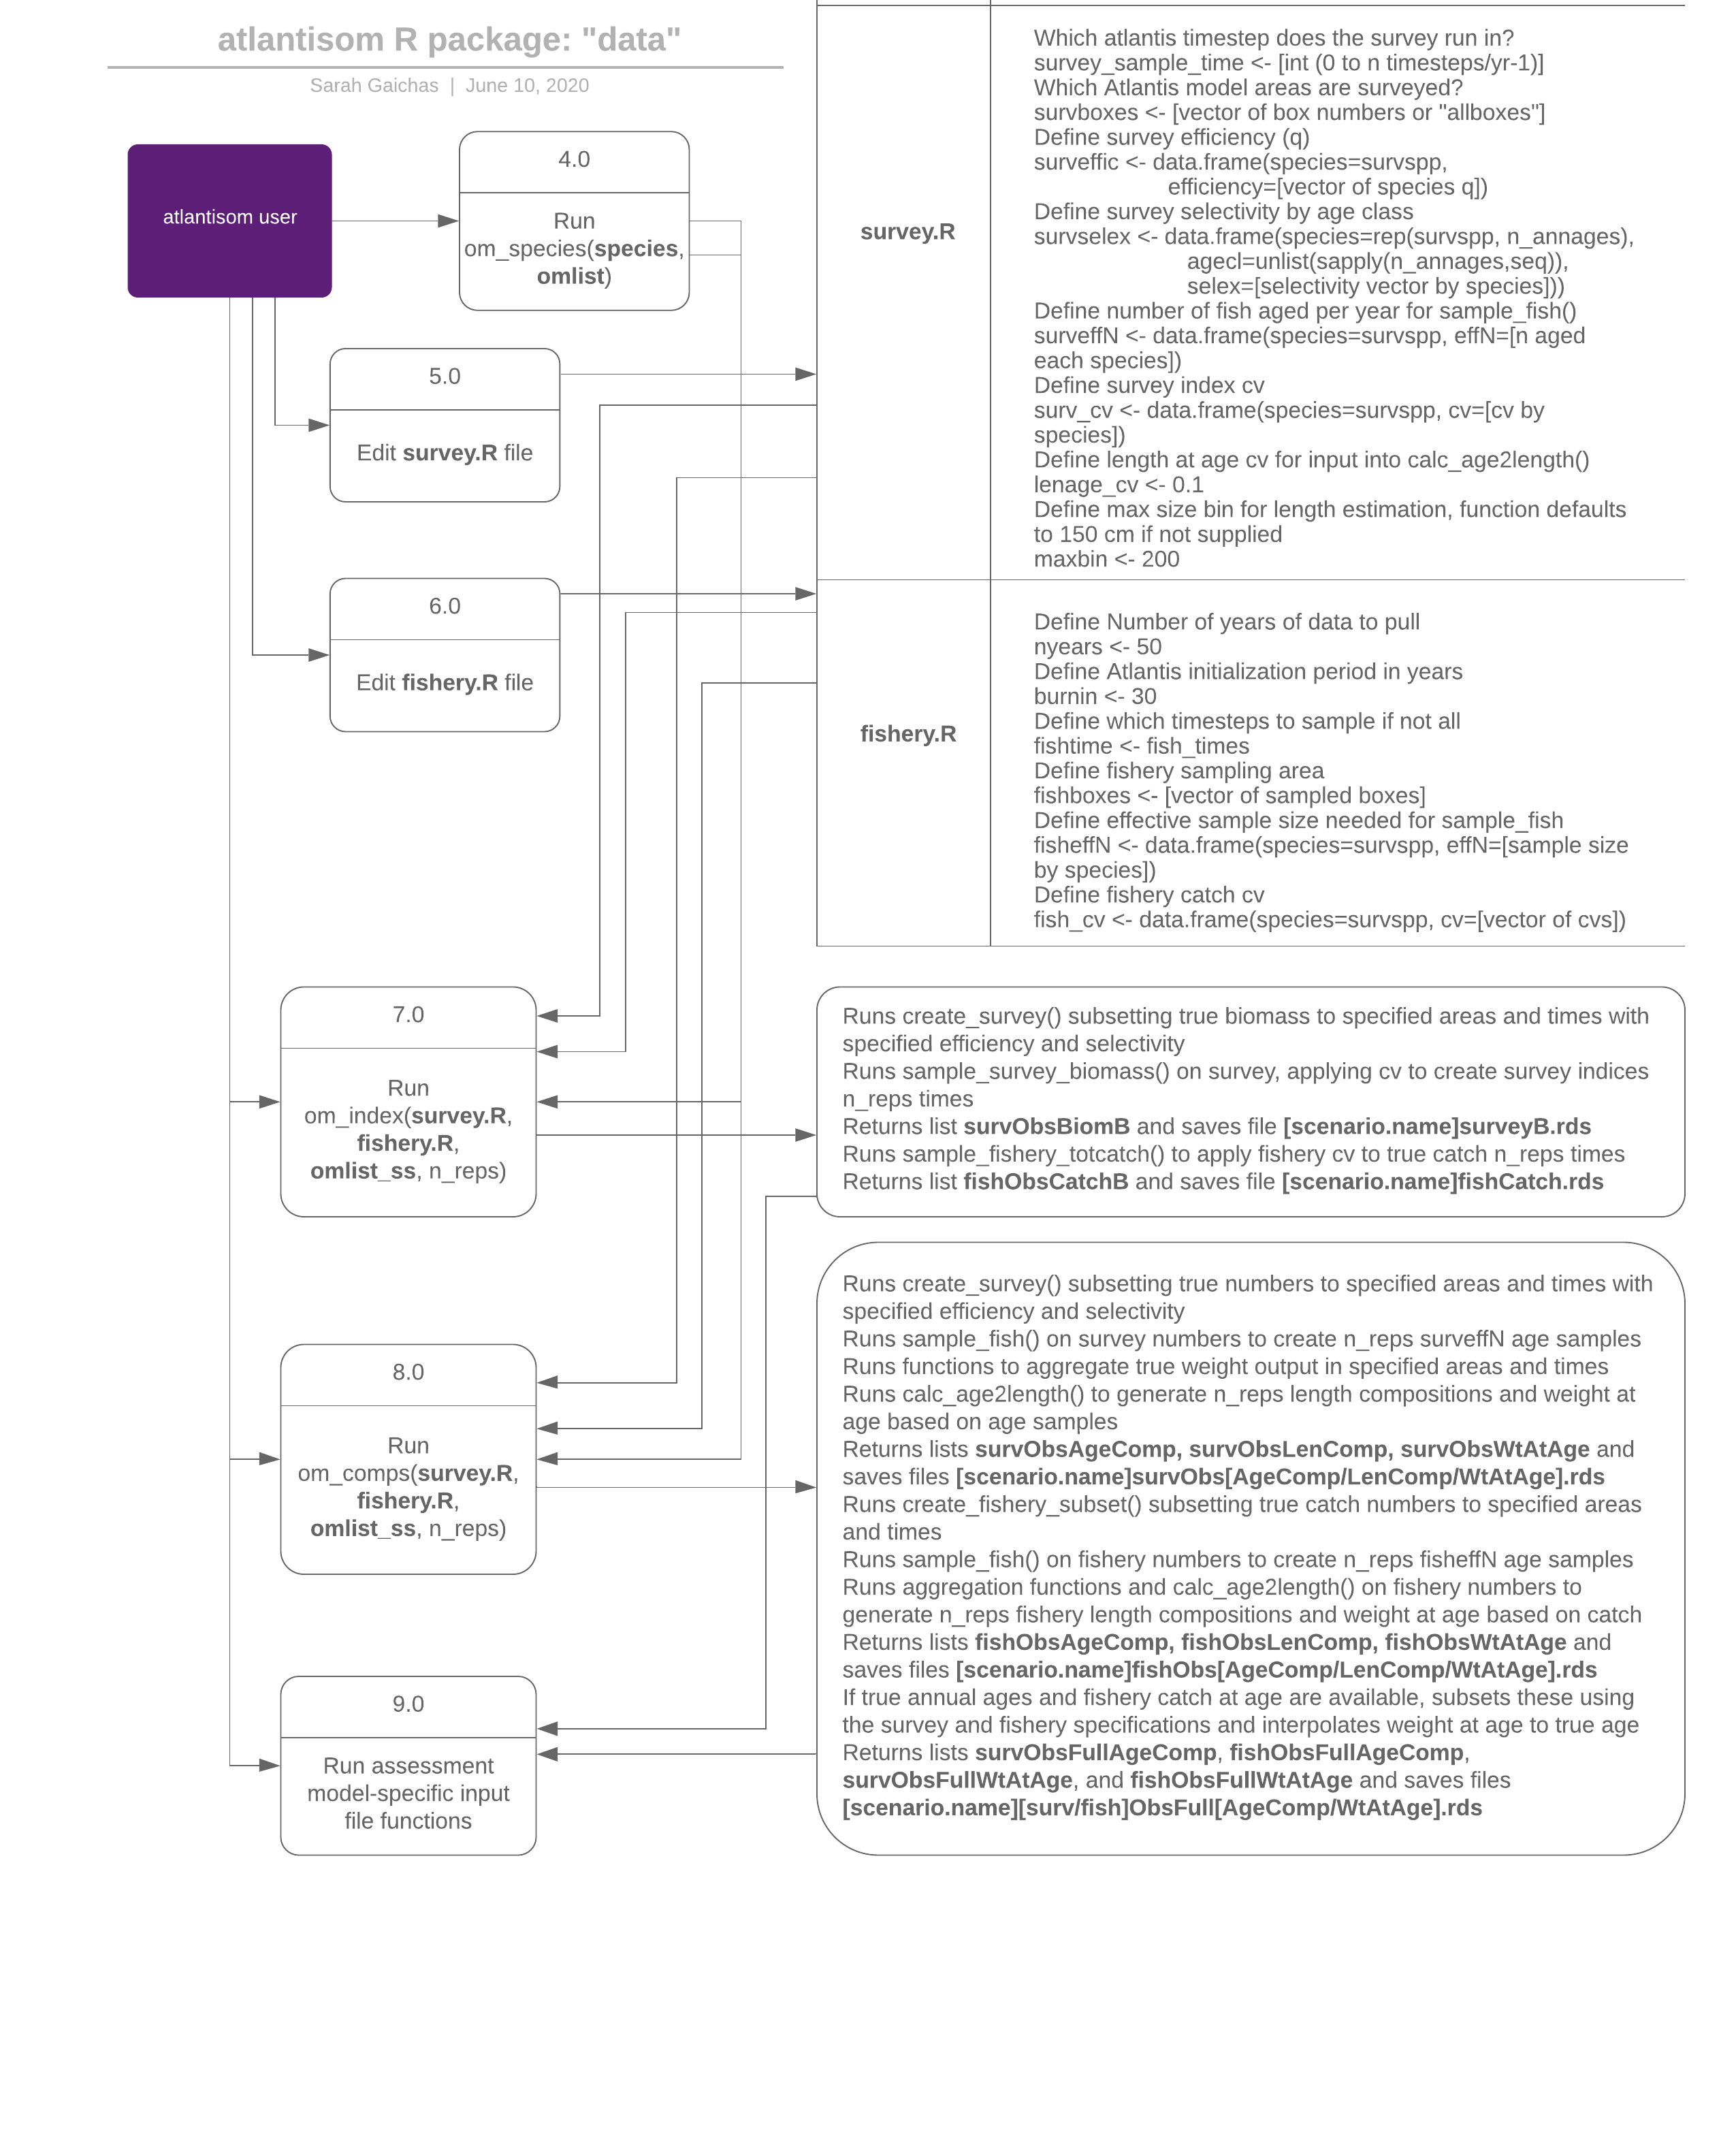 atlantisom R package: "data"
Sarah Gaichas | June 10, 2020
atlantisom user
4.0
Run
om_species(species,
omlist)
5.0
Edit survey.R file
6.0
Edit fishery.R file
survey.R
Which atlantis timestep does the survey run in?
survey_sample_time <- [int (0 to n timesteps/yr-1)]
Which Atlantis model areas are surveyed?
survboxes <- [vector of box numbers or "allboxes"]
Define survey efficiency (q)
surveffic <- data.frame(species=survspp,
efficiency=[vector of species q])
Define survey selectivity by age class
survselex <- data.frame(species=rep(survspp, n_annages),
agecl=unlist(sapply(n_annages,seq)),
selex=[selectivity vector by species]))
Define number of fish aged per year for sample_fish()
surveffN <- data.frame(species=survspp, effN=[n aged
each species])
Define survey index cv
surv_cv <- data.frame(species=survspp, cv=[cv by
species])
Define length at age cv for input into calc_age2length()
lenage_cv <- 0.1
Define max size bin for length estimation, function defaults
to 150 cm if not supplied
maxbin <- 200
fishery.R
Define Number of years of data to pull
nyears <- 50
Define Atlantis initialization period in years
burnin <- 30
Define which timesteps to sample if not all
fishtime <- fish_times
Define fishery sampling area
fishboxes <- [vector of sampled boxes]
Define effective sample size needed for sample_fish
fisheffN <- data.frame(species=survspp, effN=[sample size
by species])
Define fishery catch cv
fish_cv <- data.frame(species=survspp, cv=[vector of cvs])
7.0
Run
om_index(survey.R,
fishery.R,
omlist_ss, n_reps)
Runs create_survey() subsetting true biomass to specified areas and times with
specified efficiency and selectivity
Runs sample_survey_biomass() on survey, applying cv to create survey indices
n_reps times
Returns list survObsBiomB and saves file [scenario.name]surveyB.rds
Runs sample_fishery_totcatch() to apply fishery cv to true catch n_reps times
Returns list fishObsCatchB and saves file [scenario.name]fishCatch.rds
8.0
Run
om_comps(survey.R,
fishery.R,
omlist_ss, n_reps)
Runs create_survey() subsetting true numbers to specified areas and times with
specified efficiency and selectivity
Runs sample_fish() on survey numbers to create n_reps surveffN age samples
Runs functions to aggregate true weight output in specified areas and times
Runs calc_age2length() to generate n_reps length compositions and weight at
age based on age samples
Returns lists survObsAgeComp, survObsLenComp, survObsWtAtAge and
saves files [scenario.name]survObs[AgeComp/LenComp/WtAtAge].rds
Runs create_fishery_subset() subsetting true catch numbers to specified areas
and times
Runs sample_fish() on fishery numbers to create n_reps fisheffN age samples
Runs aggregation functions and calc_age2length() on fishery numbers to
generate n_reps fishery length compositions and weight at age based on catch
Returns lists fishObsAgeComp, fishObsLenComp, fishObsWtAtAge and
saves files [scenario.name]fishObs[AgeComp/LenComp/WtAtAge].rds
If true annual ages and fishery catch at age are available, subsets these using
the survey and fishery specifications and interpolates weight at age to true age
Returns lists survObsFullAgeComp, fishObsFullAgeComp,
survObsFullWtAtAge, and fishObsFullWtAtAge and saves files
[scenario.name][surv/fish]ObsFull[AgeComp/WtAtAge].rds
9.0
Run assessment
model-specific input
file functions